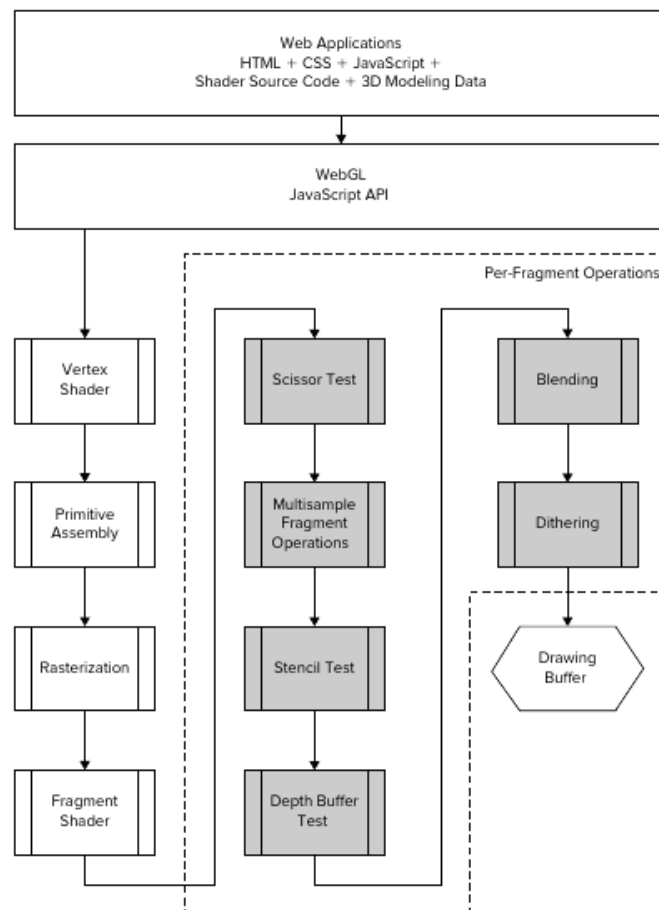 Web Applications
HTML + CSS + JavaScript +
Shader Source Code + 3D Modeling Data
WebGL
JavaScript API
Per-Fragment Operations
Vertex
Shader
Primitive
Assembly
Rasterization
Fragment
Shader
Scissor Test
Multisample
Fragment
Operations
Stencil Test
Depth Buffer
Test
Blending
Dithering
Drawing
Buffer